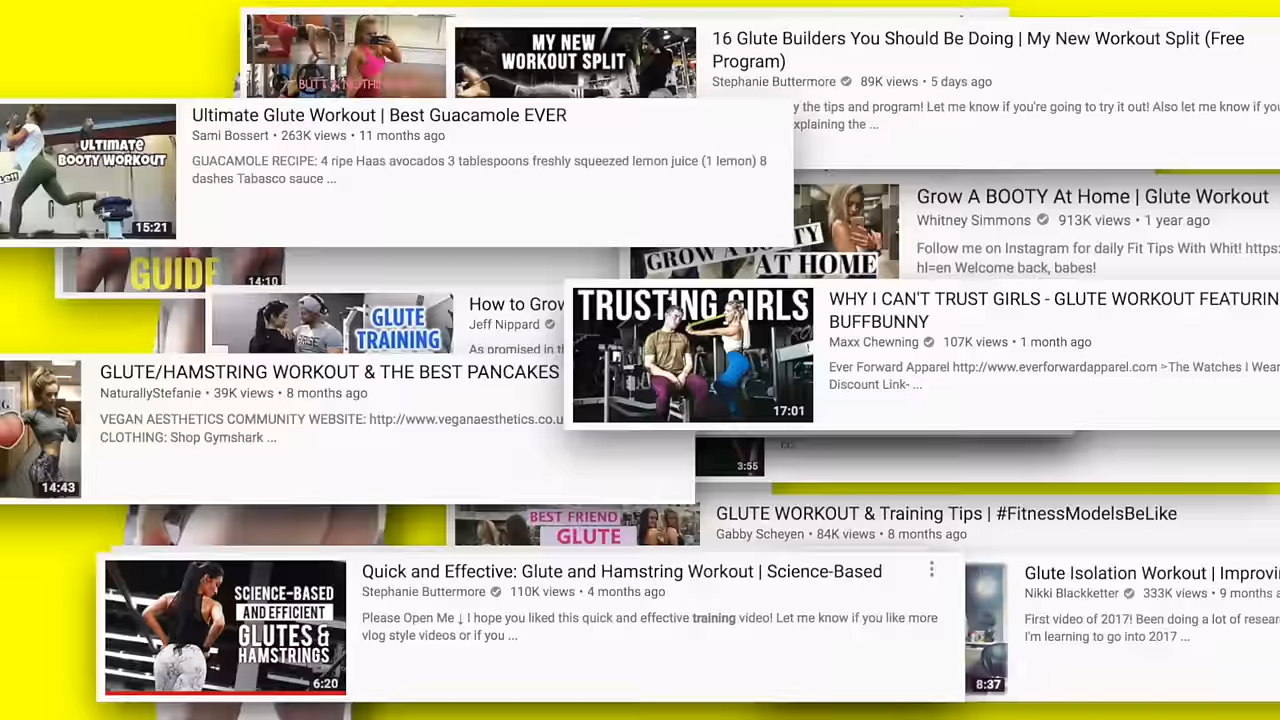 MY NEW
WORKOUT SPLIT
16 Glute Builders You Should Be Doing | My New Workout Split (Free
Program)
Stephanie Buttermore 89K views • 5 days ago
y the tips and program! Let me know if you're going to try it out! Also let me know if you
xplaining the ...
ULTIMATE
BOOTY WORKOUT
15:21
Ultimate Glute Workout | Best Guacamole EVER
Sami Bossert • 263K views • 11 months ago
GUACAMOLE RECIPE: 4 ripe Haas avocados 3 tablespoons freshly squeezed lemon juice (1 lemon) 8
dashes Tabasco sauce ...
GROW A BOOTY
AT HOME
Grow A BOOTY At Home | Glute Workout
Whitney Simmons 913K views • 1 year ago
Follow me on Instagram for daily Fit Tips With Whit! https:
hl=en Welcome back, babes!
GUIDE
14:10
GLUTE
TRAINING
How to Grow
Jeff Nippard
As promised in th
TRUSTING GIRLS
17:01
WHY I CAN'T TRUST GIRLS - GLUTE WORKOUT FEATURIN
BUFFBUNNY
Maxx Chewning 107K views • 1 month ago
Ever Forward Apparel http://www.everforwardapparel.com >The Watches I Wear
Discount Link- ...
14:43
GLUTE/HAMSTRING WORKOUT & THE BEST PANCAKES
NaturallyStefanie • 39K views • 8 months ago
VEGAN AESTHETICS COMMUNITY WEBSITE: http://www.veganaesthetics.co.u
CLOTHING: Shop Gymshark ...
3:55
BEST FRIEND
GLUTE
GLUTE WORKOUT & Training Tips | #FitnessModelsBeLike
Gabby Scheyen • 84K views • 8 months ago
SCIENCE-BASED
AND EFFICIENT
GLUTES &
HAMSTRINGS
6:20
Quick and Effective: Glute and Hamstring Workout | Science-Based
Stephanie Buttermore 110K views • 4 months ago
Please Open Me ↓ I hope you liked this quick and effective training video! Let me know if you like more
vlog style videos or if you ...
8:37
Glute Isolation Workout | Improvi
Nikki Blackketter 333K views • 9 months a
First video of 2017! Been doing a lot of resear
I'm learning to go into 2017 ...